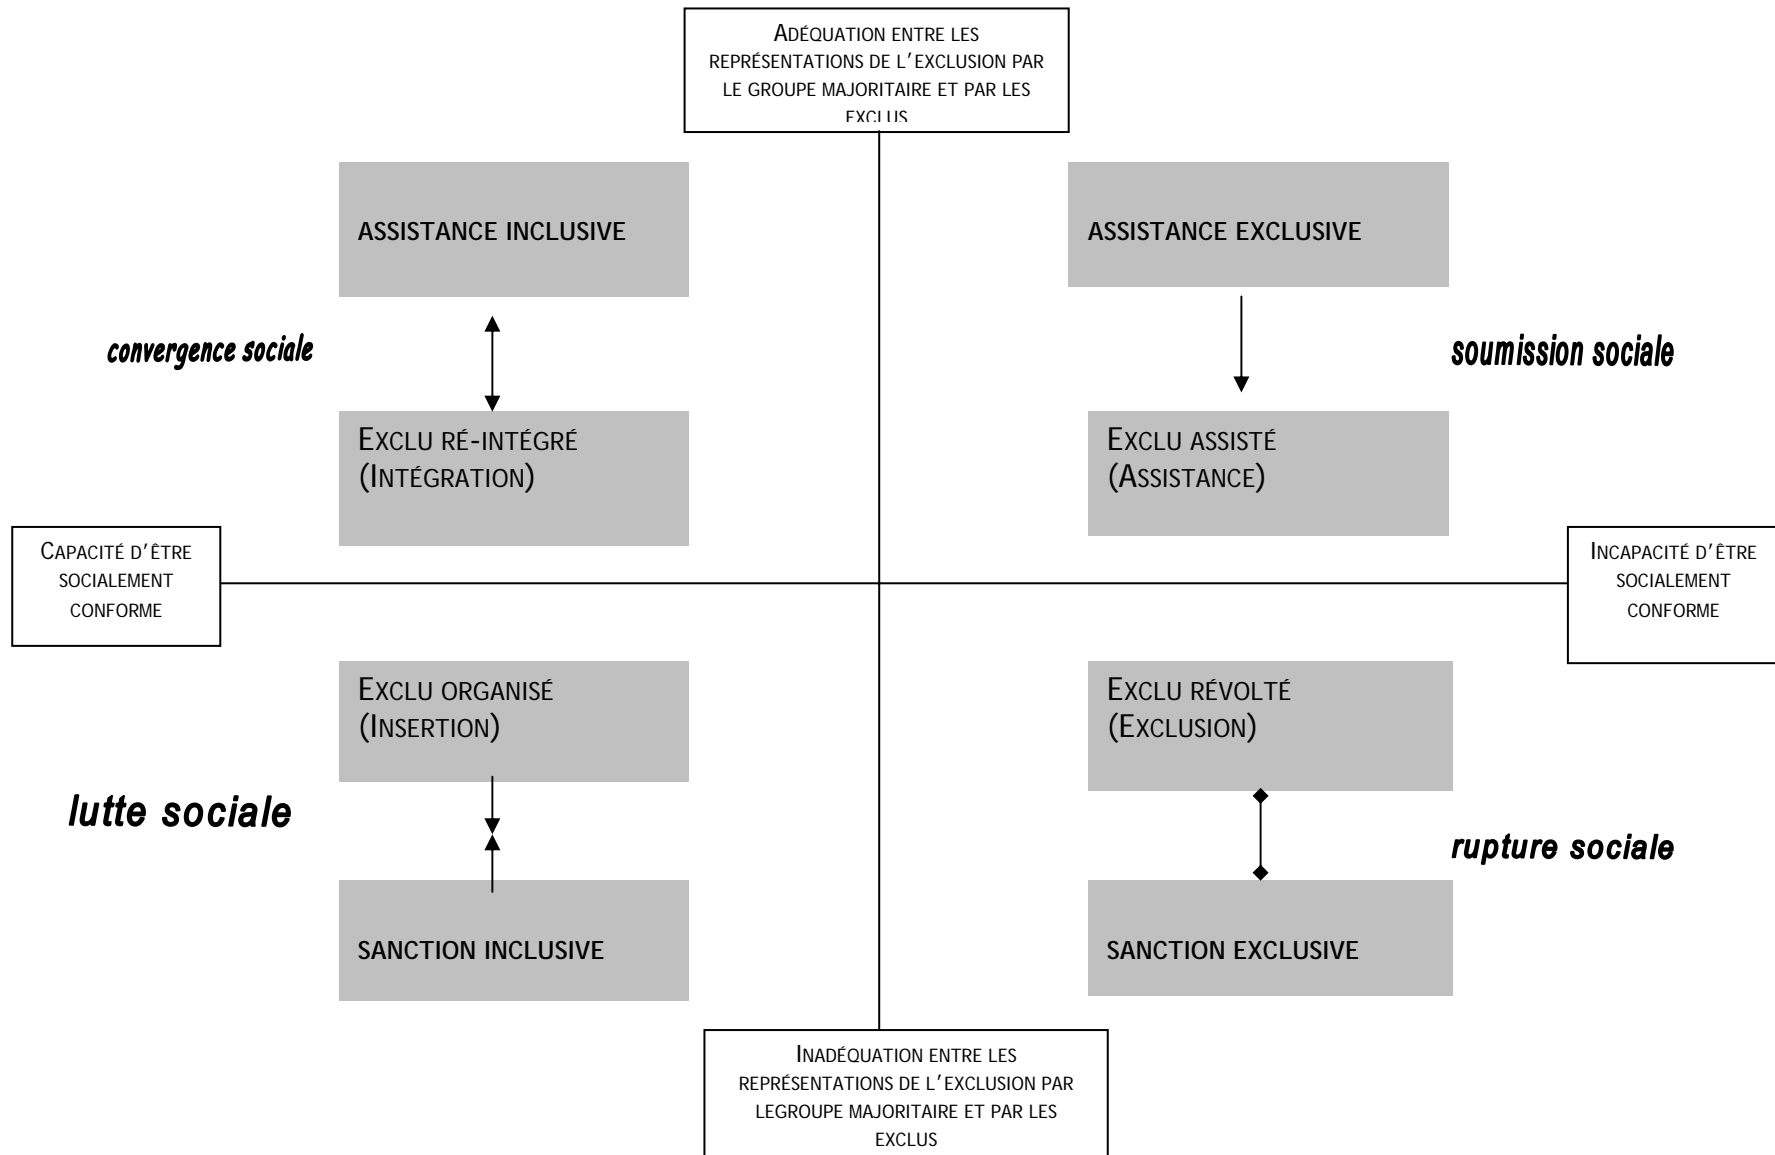 ADÉQUATION ENTRE LES
REPRÉSENTATIONS DE L'EXCLUSION PAR
LE GROUPE MAJORITAIRE ET PAR LES
EXCLUS
ASSISTANCE INCLUSIVE
ASSISTANCE EXCLUSIVE
convergence sociale
soumission sociale
EXCLU RÉ-INTÉGRÉ
(INTÉGRATION)
EXCLU ASSISTÉ
(ASSISTANCE)
CAPACITÉ D'ÊTRE
SOCIALEMENT
CONFORME
INCAPACITÉ D'ÊTRE
SOCIALEMENT
CONFORME
EXCLU ORGANISÉ
(INSERTION)
EXCLU RÉVOLTÉ
(EXCLUSION)
lutte sociale
rupture sociale
SANCTION INCLUSIVE
SANCTION EXCLUSIVE
INADÉQUATION ENTRE LES
REPRÉSENTATIONS DE L'EXCLUSION PAR
LEGROUPE MAJORITAIRE ET PAR LES
EXCLUS